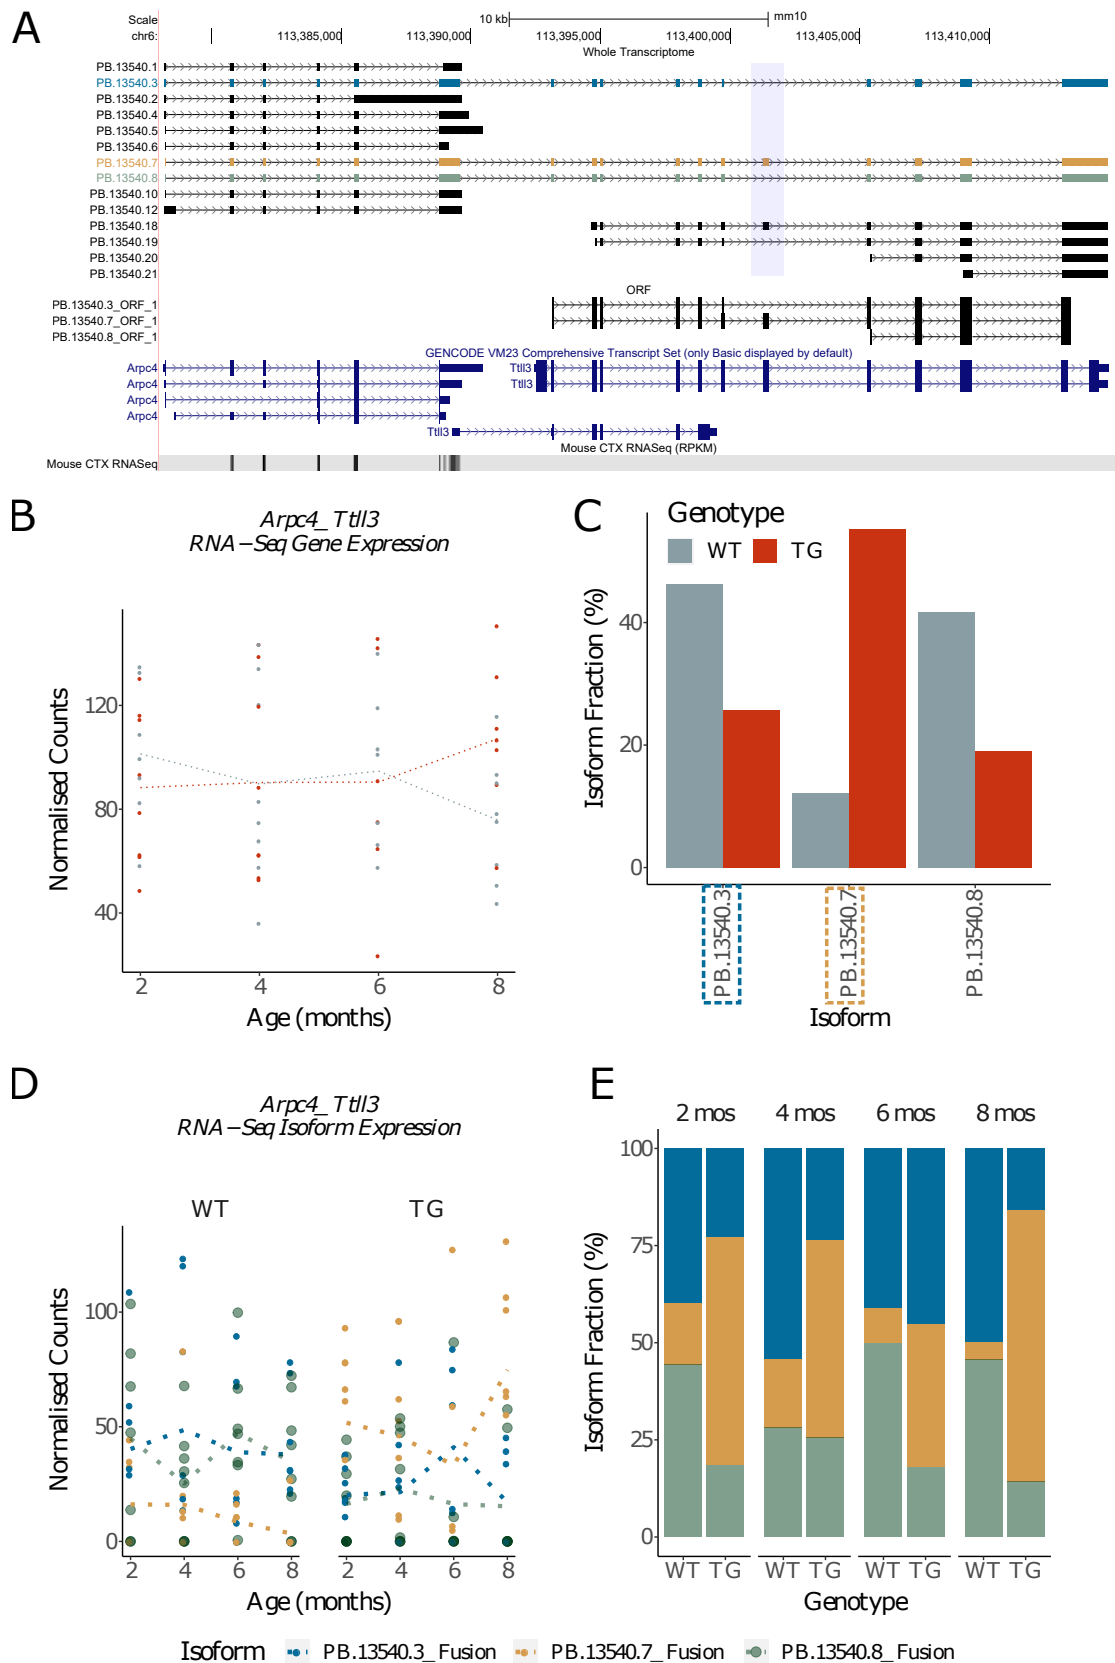 A
Scale
10 kb
mm10
chr6:
113,385,000
113,390,000
113,395,000
113,400,000
113,405,000
113,410,000
Whole Transcriptome
PB.13540.1
PB.13540.3
PB.13540.2
PB.13540.4
PB.13540.5
PB.13540.6
PB.13540.7
PB.13540.8
PB.13540.10
PB.13540.12
PB.13540.18
PB.13540.19
PB.13540.20
PB.13540.21
ORF
PB.13540.3_ORF_1
PB.13540.7_ORF_1
PB.13540.8_ORF_1
GENCODE VM23 Comprehensive Transcript Set (only Basic displayed by default)
Arpc4
Ttll3
Arpc4
Ttll3
Arpc4
Arpc4
Ttll3
Mouse CTX RNASeq (RPKM)
Mouse CTX RNASeq
B
Arpc4_Ttll3
RNA−Seq Gene Expression
Normalised Counts
120
80
40
2 4 6 8
Age (months)
C
Genotype
WT TG
Isoform Fraction (%)
40
20
0
PB.13540.3
PB.13540.7
PB.13540.8
Isoform
D
Arpc4_Ttll3
RNA−Seq Isoform Expression
WT TG
Normalised Counts
100
50
0
2 4 6 8 2 4 6 8
Age (months)
E
2 mos 4 mos 6 mos 8 mos
Isoform Fraction (%)
100
75
50
25
0
WT TG WT TG WT TG WT TG
Genotype
Isoform PB.13540.3_Fusion PB.13540.7_Fusion PB.13540.8_Fusion